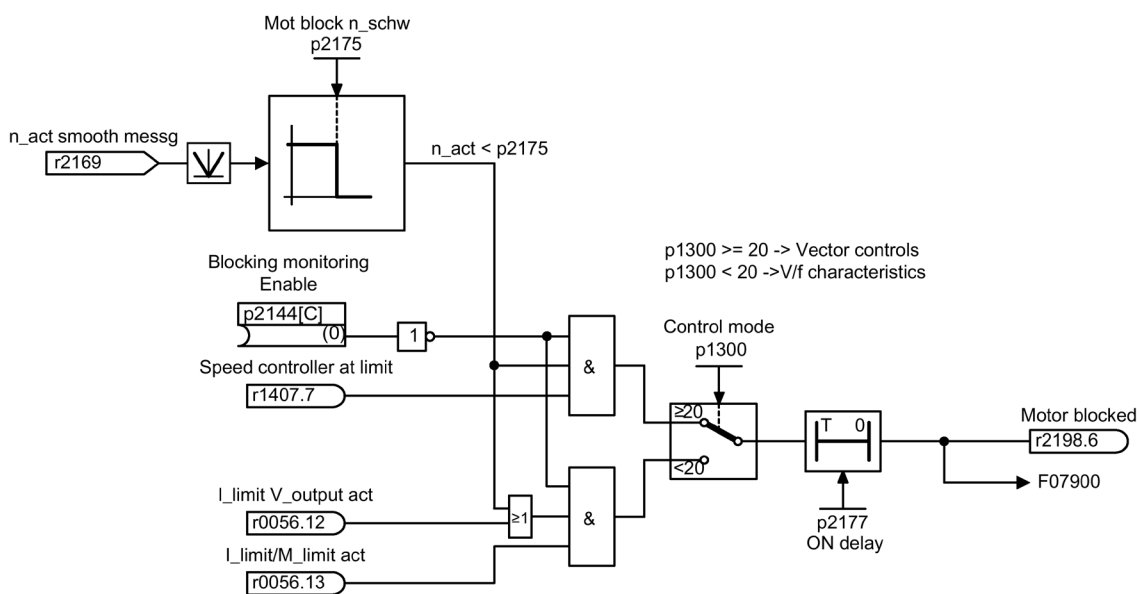 Mot block n_schw
p2175
n_act smooth messg
r2169
n_act < p2175
p1300 >= 20 -> Vector controls
p1300 < 20 ->V/f characteristics
Blocking monitoring
Enable
p2144[C]
(0)
1
Speed controller at limit
r1407.7
&
Control mode
p1300
≥20
<20
T 0
p2177
ON delay
Motor blocked
r2198.6
F07900
I_limit V_output act
r0056.12
≥1
&
I_limit/M_limit act
r0056.13